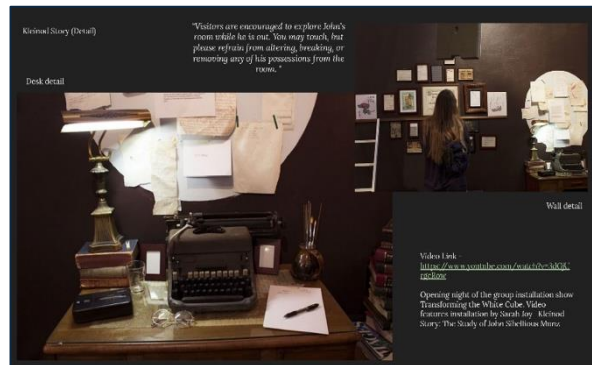 Kleinod Story (Detail)
"Visitors are encouraged to explore John's
room while he is out. You may touch, but
please refrain from altering, breaking, or
removing any of his possessions from the
room. "
Desk detail
Wall detail
Video Link -
Opening night of the group installation show
Transforming the White Cube. Video
features installation by Sarah Joy
Kleinod
Story: The Study of John Sibellious